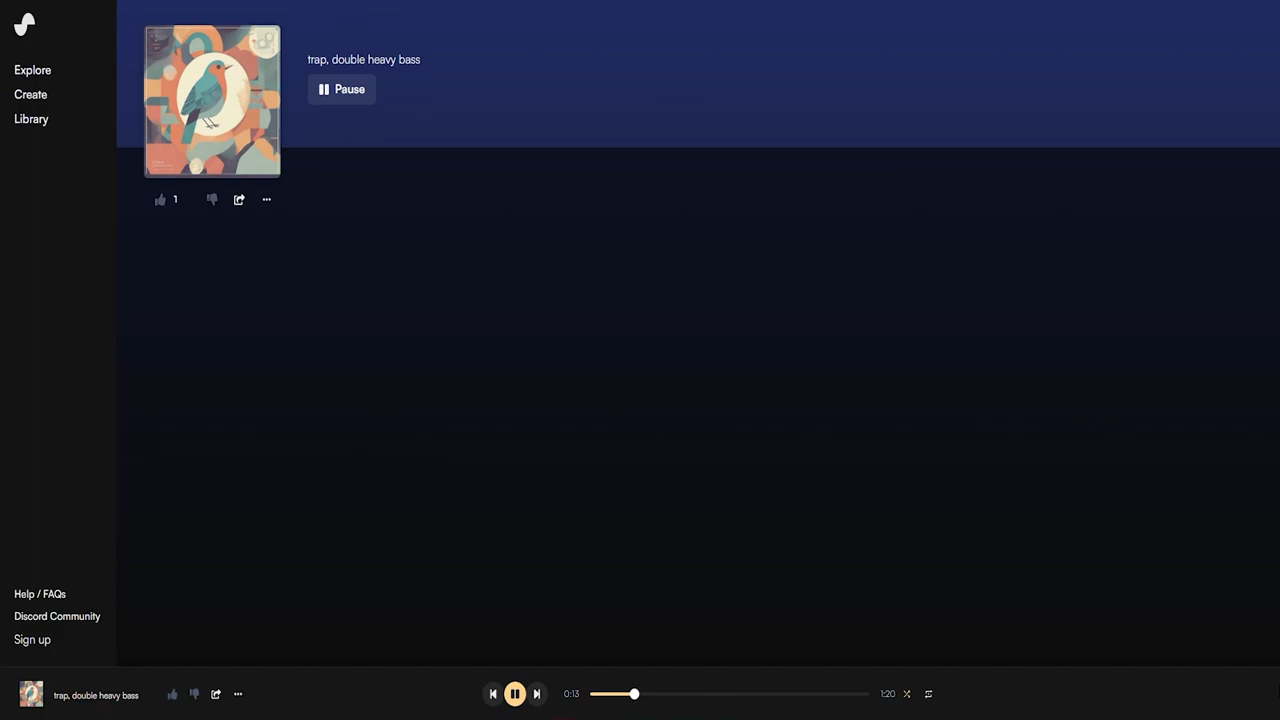 Explore
Create
Library
trap, double heavy bass
Pause
1
Help / FAQs
Discord Community
Sign up
trap, double heavy bass
0:13
1:20